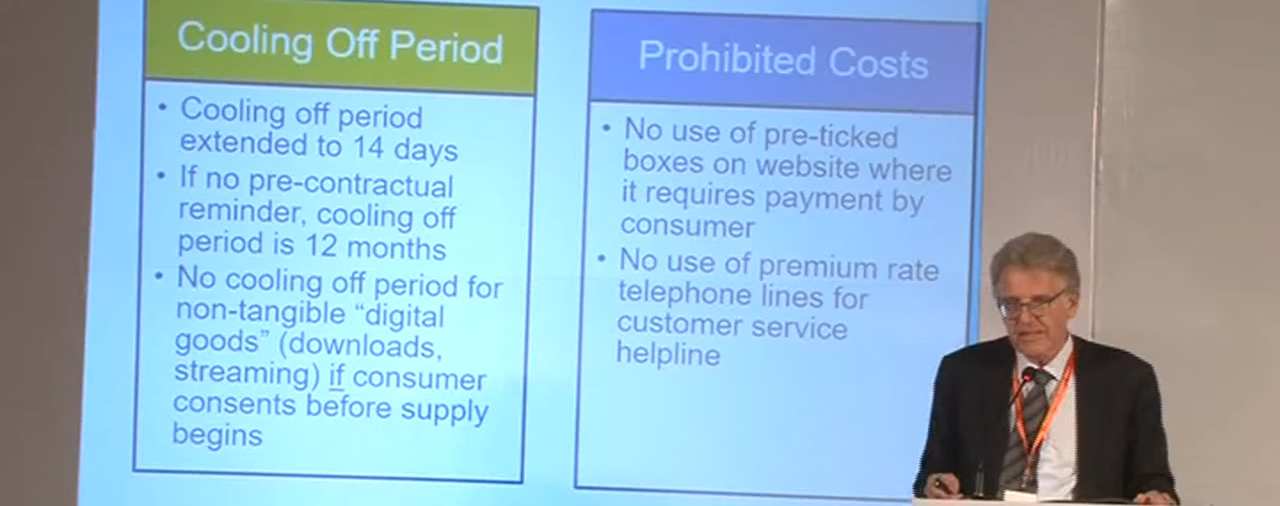 Cooling Off Period
• Cooling off period
extended to 14 days
• If no pre-contractual
reminder, cooling off
period is 12 months
• No cooling off period for
non-tangible “digital
goods” (downloads,
streaming) if consumer
consents before supply
begins
Prohibited Costs
• No use of pre-ticked
boxes on website where
it requires payment by
consumer
• No use of premium rate
telephone lines for
customer service
helpline